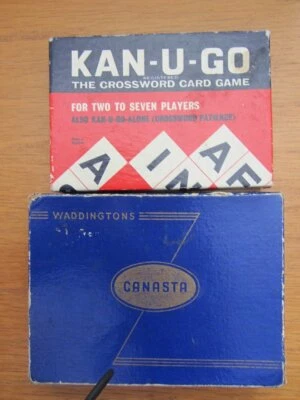 KAN-U-GO
REGISTERED
THE CROSSWORD CARD GAME
FOR TWO TO SEVEN PLAYERS
ALSO KAN-U-GO-ALONE (CROSSWORD PATIENCE)
A I A
WADDINGTONS
CANASTA